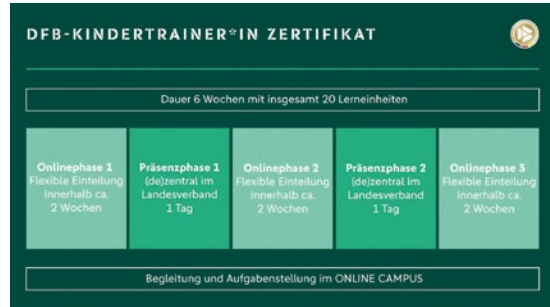 DFB-KINDERTRAINER*IN ZERTIFIKAT
Dauer 6 Wochen mit insgesamt 20 Lerneinheiten
Onlinephase 1
Flexible Einteilung
innerhalb ca.
2 Wochen
Präsenzphase 1
(de)zentral im
Landesverband
1 Tag
Onlinephase 2
Flexible Einteilung
innerhalb ca.
2 Wochen
Präsenzphase 2
(de)zentral im
Landesverband
1 Tag
Onlinephase 3
Flexible Einteilung
innerhalb ca.
2 Wochen
Begleitung und Aufgabenstellung im ONLINE CAMPUS